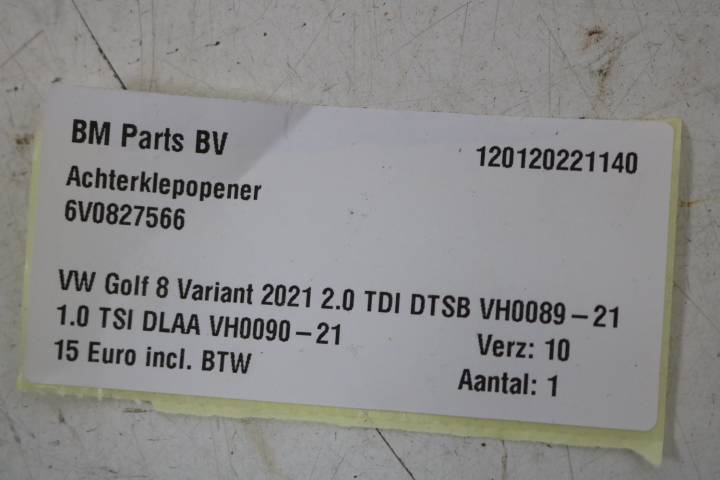 BM Parts BV
120120221140
Achterklepopener
6V0827566
VW Golf 8 Variant 2021 2.0 TDI DTSB VH0089-21
1.0 TSI DLAA VH0090-21
Verz: 10
15 Euro incl. BTW
Aantal: 1